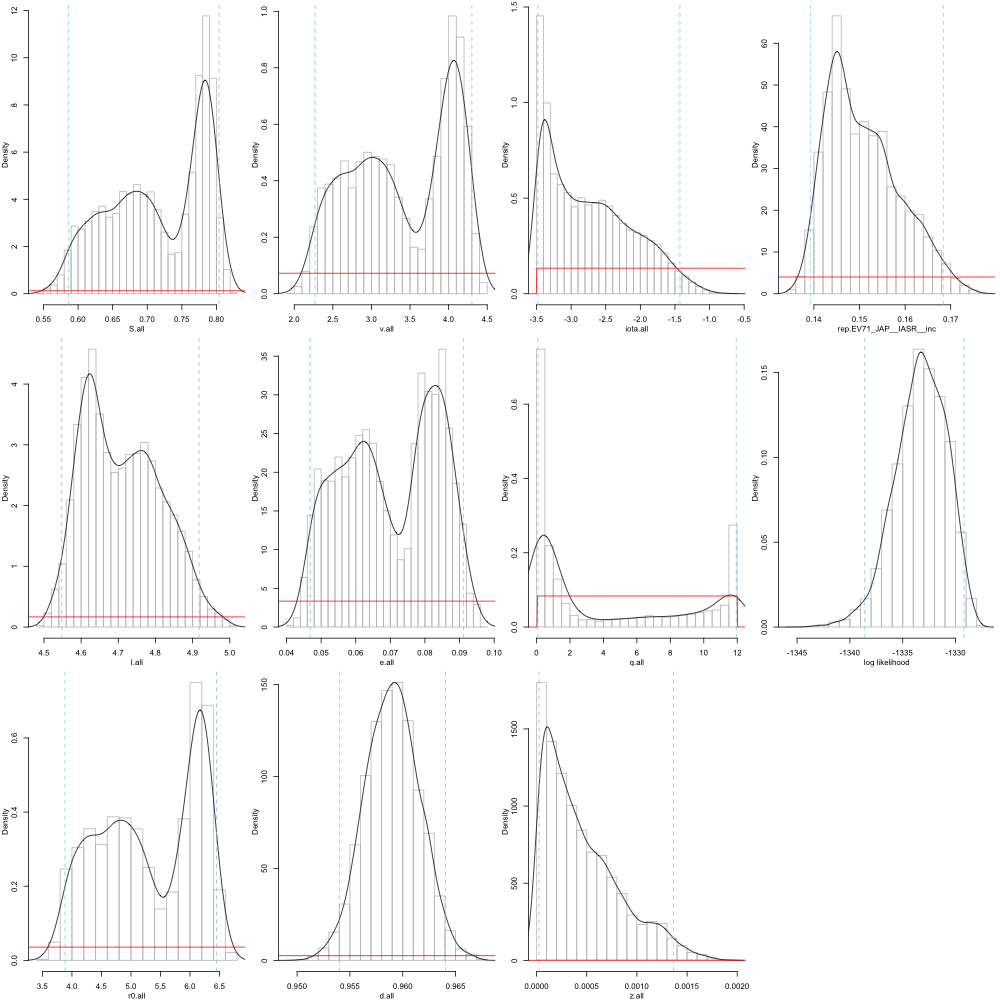 Density
0 2 4 6 8 10 12
0.55 0.60 0.65 0.70 0.75 0.80
S.all
Density
0.0 0.2 0.4 0.6 0.8 1.0
2.0 2.5 3.0 3.5 4.0 4.5
v.all
Density
0.0 0.5 1.0 1.5
-3.5 -3.0 -2.5 -2.0 -1.5 -1.0 -0.5
iota.all
Density
0 10 20 30 40 50 60
0.14 0.15 0.16 0.17
rep.EV71_JAP__IASR__inc
Density
0 1 2 3 4
4.5 4.6 4.7 4.8 4.9 5.0
l.all
Density
0 5 10 15 20 25 30 35
0.04 0.05 0.06 0.07 0.08 0.09 0.10
e.all
Density
0.0 0.2 0.4 0.6
0 2 4 6 8 10 12
q.all
Density
0.00 0.05 0.10 0.15
-1345 -1340 -1335 -1330
log likelihood
Density
0.0 0.2 0.4 0.6
3.5 4.0 4.5 5.0 5.5 6.0 6.5
r0.all
Density
0 50 100 150
0.950 0.955 0.960 0.965
d.all
Density
0 500 1000 1500
0.0000 0.0005 0.0010 0.0015 0.0020
z.all